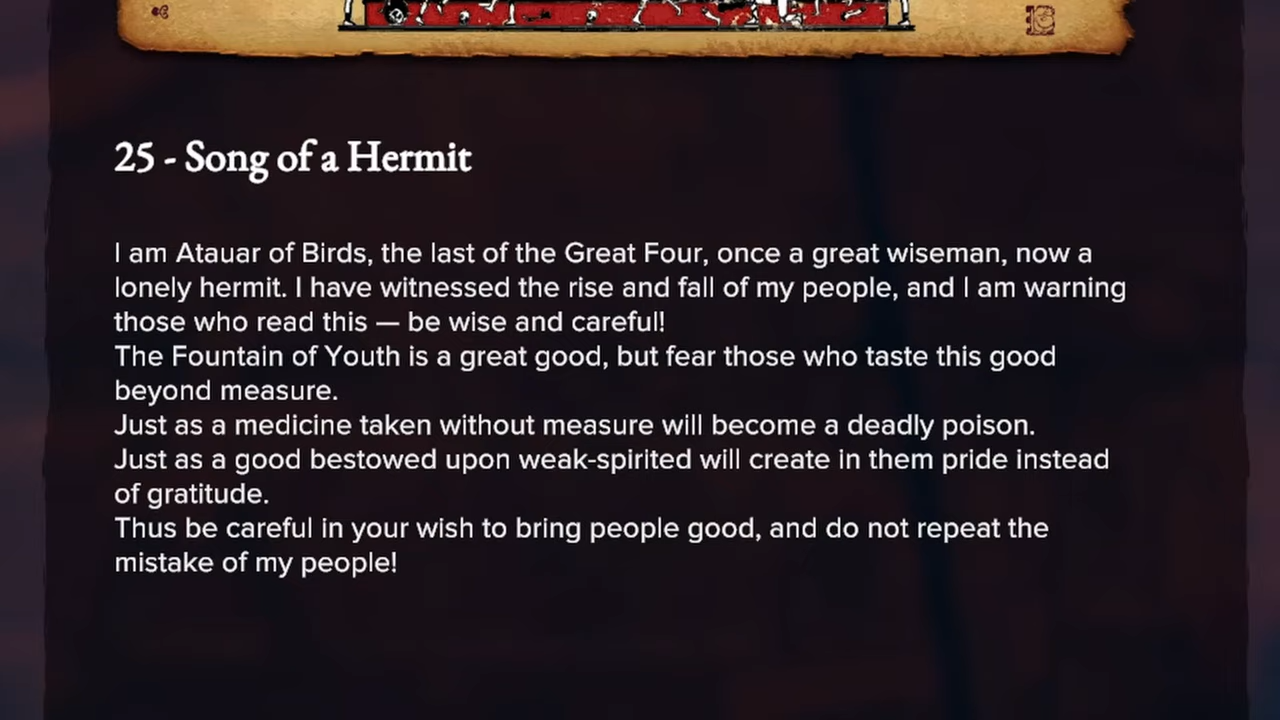 25 - Song of a Hermit
I am Atauar of Birds, the last of the Great Four, once a great wiseman, now a
lonely hermit. I have witnessed the rise and fall of my people, and I am warning
those who read this — be wise and careful!
The Fountain of Youth is a great good, but fear those who taste this good
beyond measure.
Just as a medicine taken without measure will become a deadly poison.
Just as a good bestowed upon weak-spirited will create in them pride instead
of gratitude.
Thus be careful in your wish to bring people good, and do not repeat the
mistake of my people!